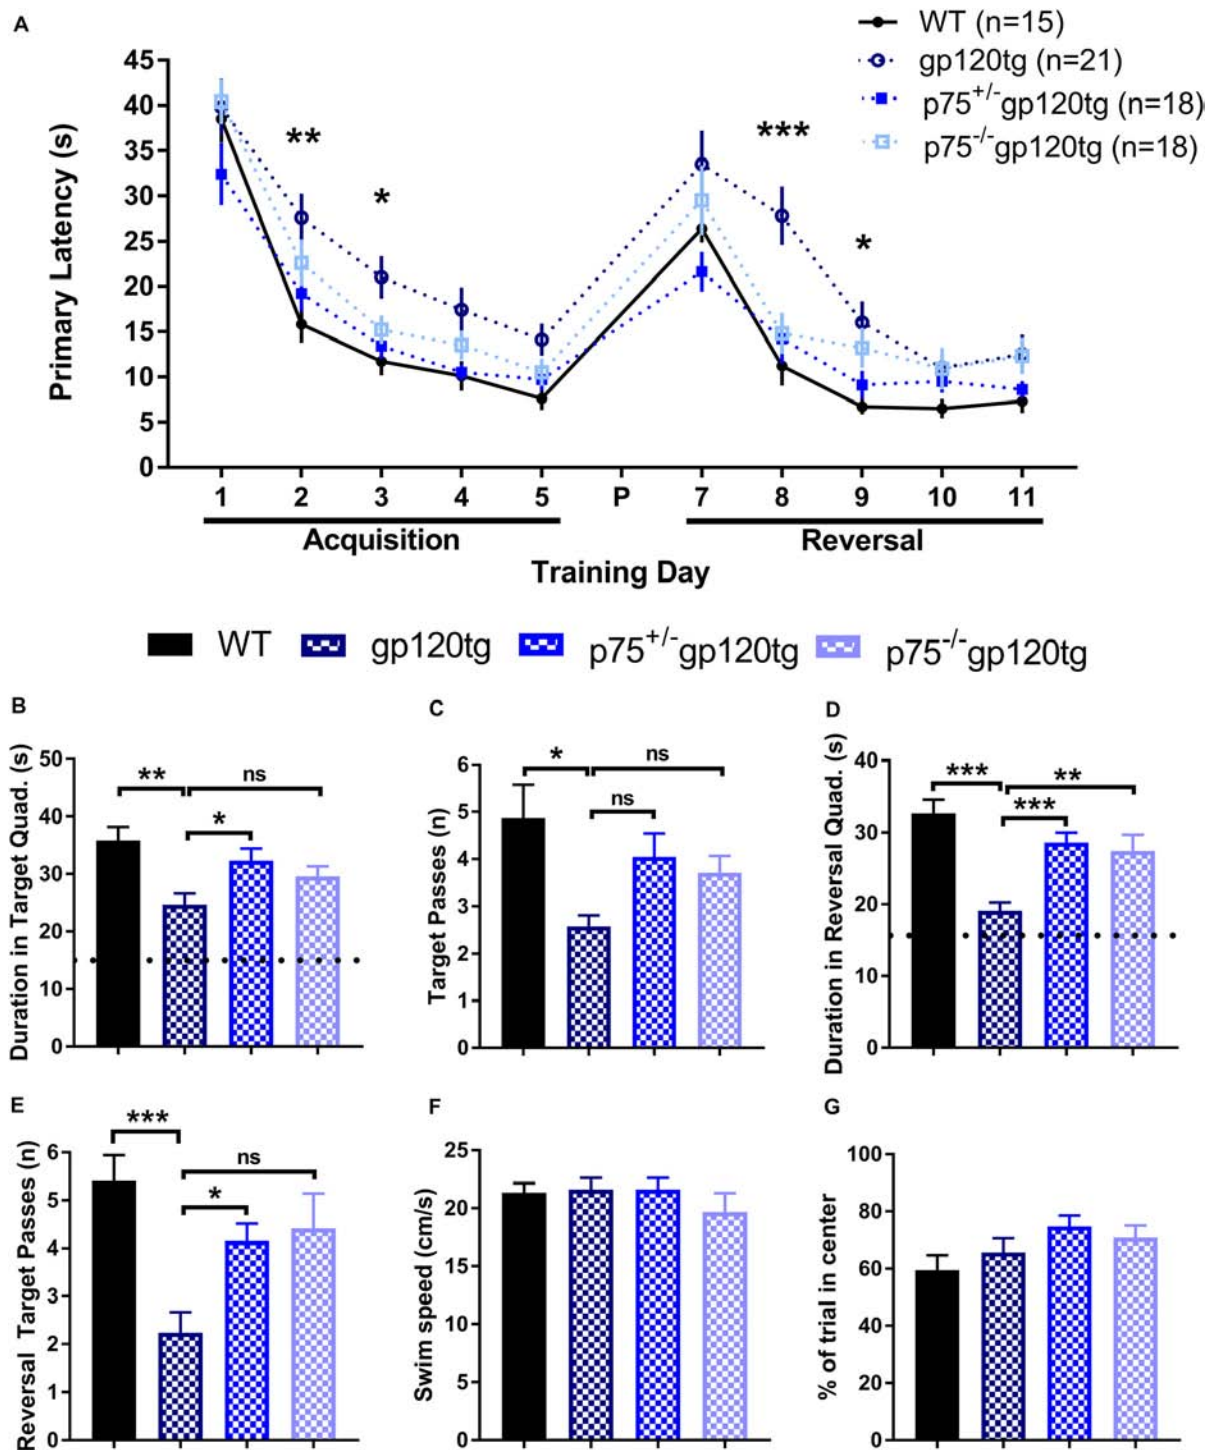 A
WT (n=15)
gp120tg (n=21)
p75+/-gp120tg (n=18)
p75-/-gp120tg (n=18)
Primary Latency (s)
45
40
35
30
25
20
15
10
5
0
**
*
***
*
1 2 3 4 5 P 7 8 9 10 11
Acquisition Reversal
Training Day
WT gp120tg p75+/-gp120tg p75-/-gp120tg
B
Duration in Target Quad. (s)
50
40
30
20
10
0
** ns
*
C
Target Passes (n)
6
5
4
3
2
1
0
* ns
ns
D
Duration in Reversal Quad. (s)
40
30
20
10
0
*** **
***
E
Reversal Target Passes (n)
6
5
4
3
2
1
0
***
ns
*
F
Swim speed (cm/s)
25
20
15
10
5
0
G
% of trial in center
100
80
60
40
20
0